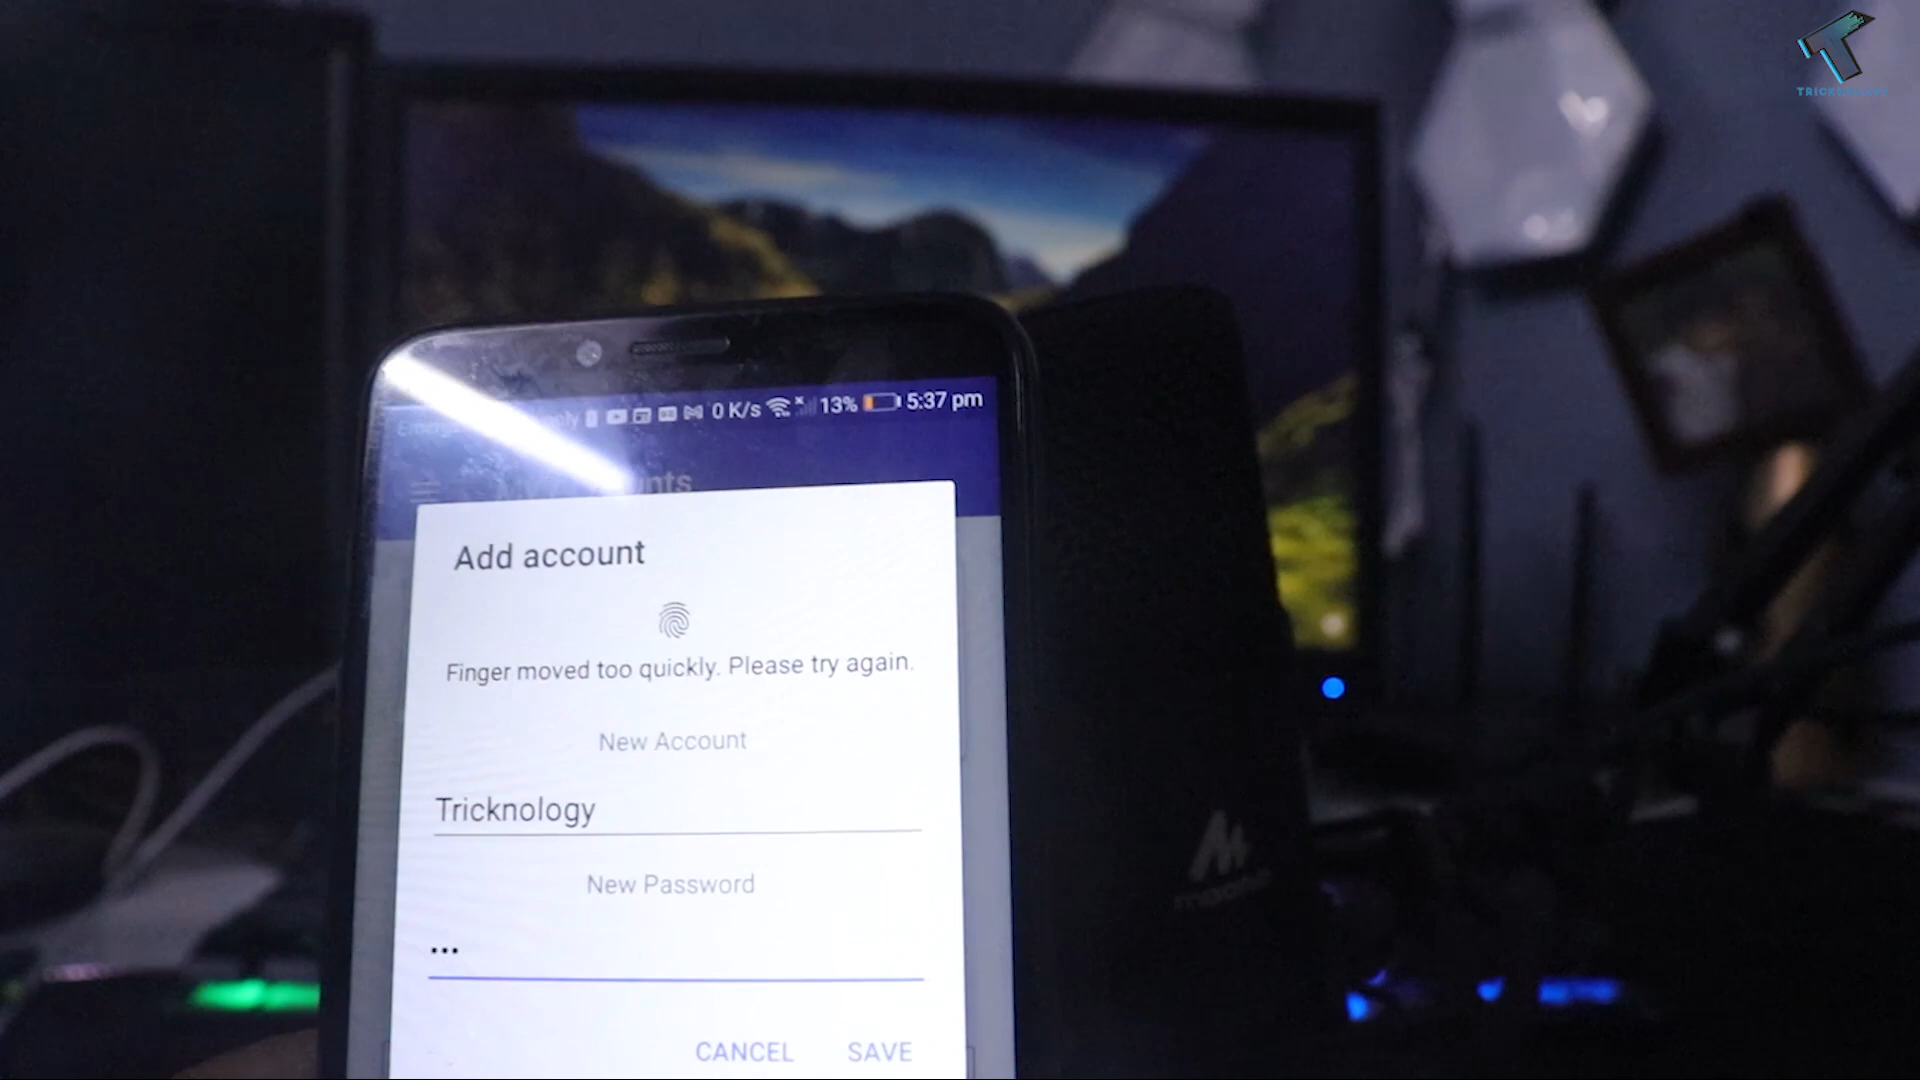 0 K/s 13% 5:37 pm
Add account
Finger moved too quickly. Please try again.
New Account
Tricknology
New Password
•••
CANCEL SAVE